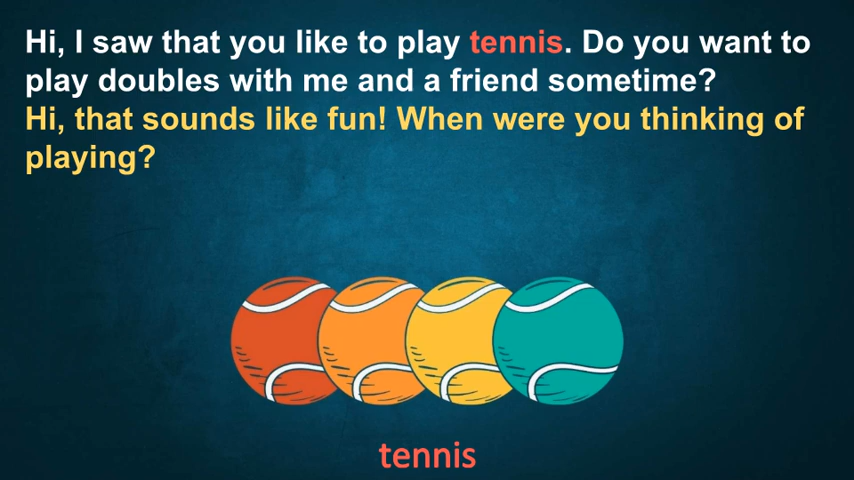 Hi, I saw that you like to play tennis. Do you want to
play doubles with me and a friend sometime?
Hi, that sounds like fun! When were you thinking of
playing?
tennis